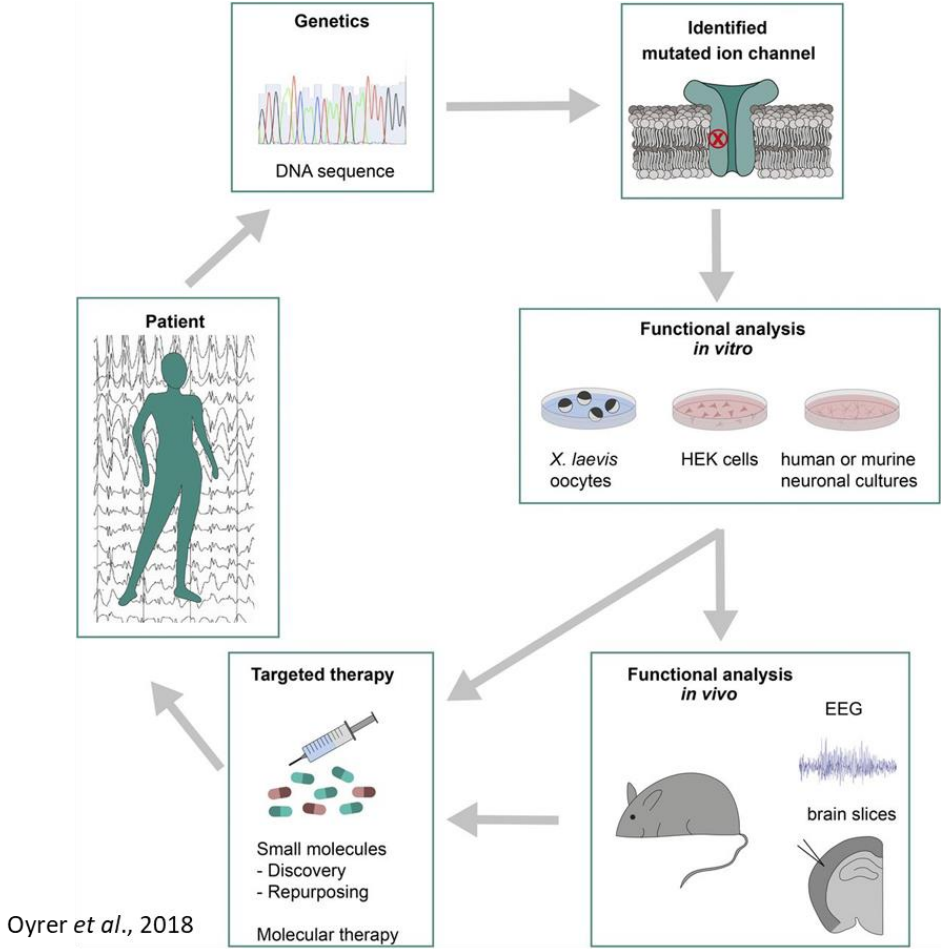 Genetics
DNA sequence
Identified
mutated ion channel
X
Patient
Functional analysis
in vitro
X. laevis
oocytes
HEK cells
human or murine
neuronal cultures
Targeted therapy
Small molecules
- Discovery
- Repurposing
Molecular therapy
Functional analysis
in vivo
EEG
brain slices
Oyrer et al., 2018